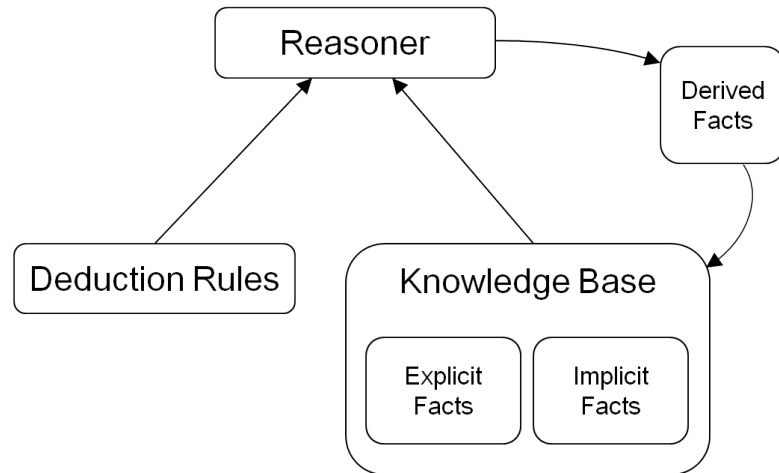 Reasoner
Derived
Facts
Deduction Rules
Knowledge Base
Explicit
Facts
Implicit
Facts